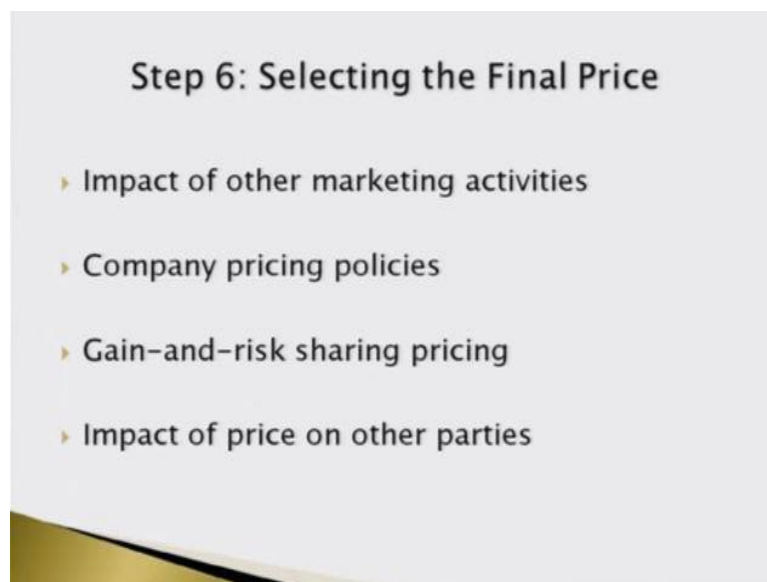 Step 6: Selecting the Final Price
Impact of other marketing activities
Company pricing policies
Gain-and-risk sharing pricing
Impact of price on other parties